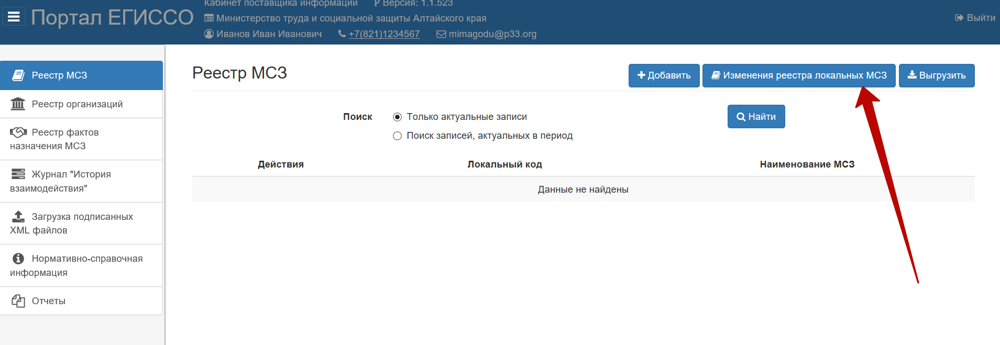 Кабинет поставщика информации Версия: 1.1.523
Портал ЕГИССО
Министерство труда и социальной защиты Алтайского края
Выйти
Иванов Иван Иванович +7(821)1234567 mimagodu@p33.org
Реестр МСЗ
Реестр организаций
Реестр фактов
назначения МСЗ
Журнал "История
взаимодействия"
Загрузка подписанных
XML файлов
Нормативно-справочная
информация
Отчеты
Реестр МСЗ
Добавить Изменения реестра локальных МСЗ Выгрузить
Поиск Только актуальные записи Найти
Поиск записей, актуальных в период
Действия Локальный код Наименование МСЗ
Данные не найдены